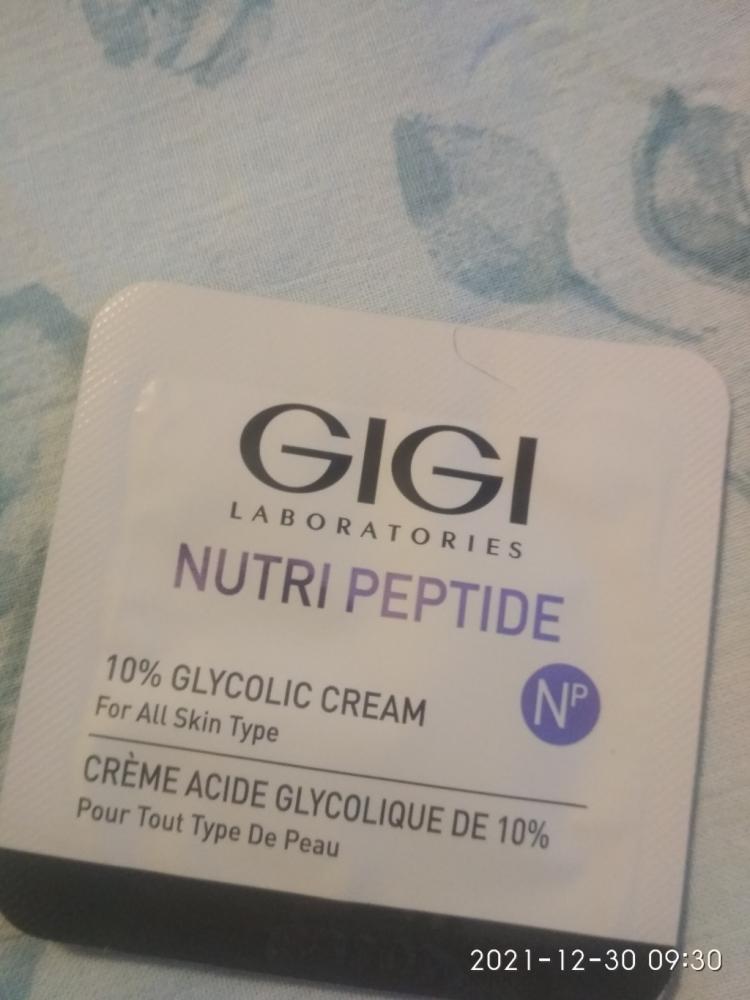 GIGI
LABORATORIES
NUTRI PEPTIDE
10% GLYCOLIC CREAM
For All Skin Type
NP
CRÈME ACIDE GLYCOLIQUE DE 10%
Pour Tout Type De Peau
2021-12-30 09:30